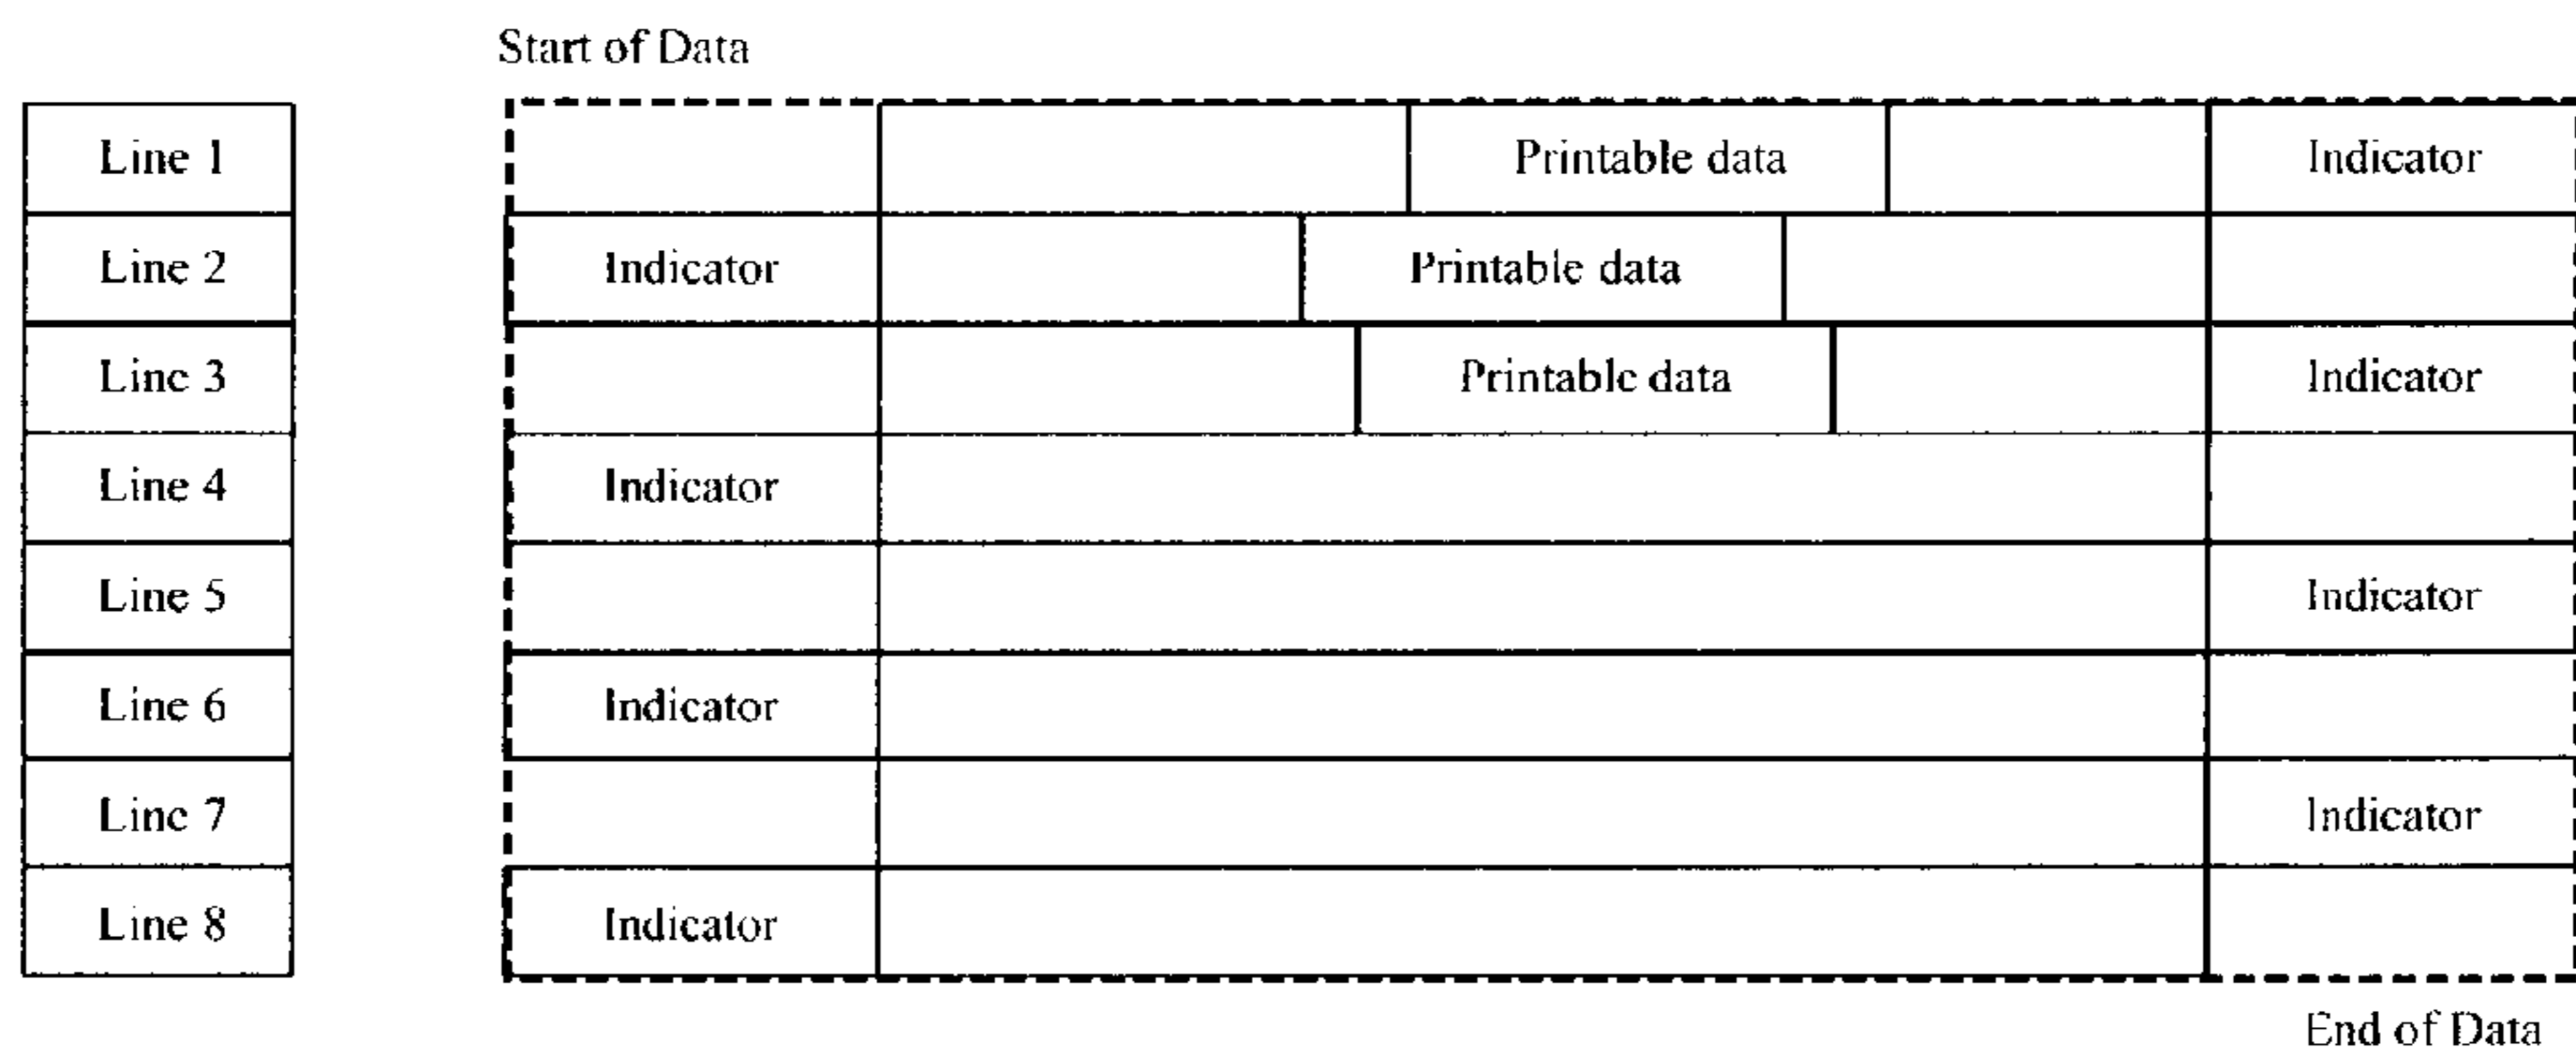 Start of Data
Line 1 Printable data Indicator
Line 2 Indicator Printable data
Line 3 Printable data Indicator
Line 4 Indicator
Line 5 Indicator
Line 6 Indicator
Line 7 Indicator
Line 8 Indicator
End of Data